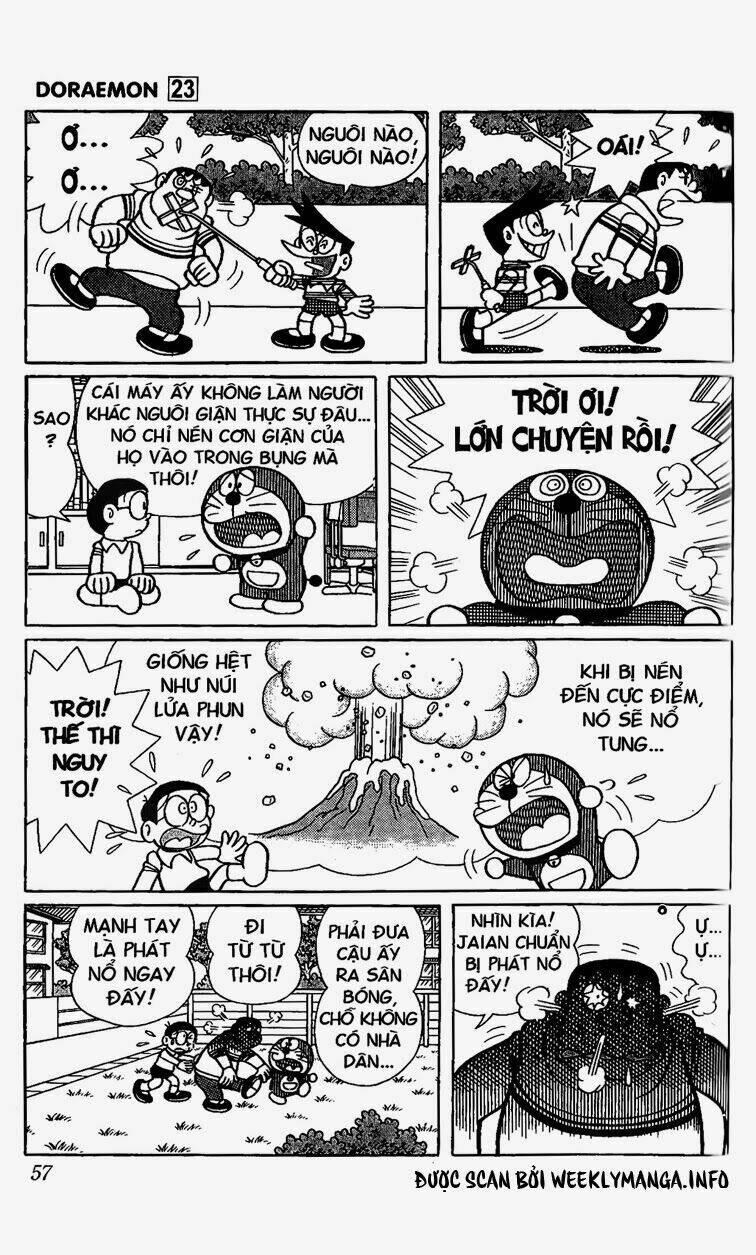 DORAEMON 23
Ơ...
Ơ...
NGUÔI NÀO,
NGUÔI NÀO!
OÁI!
SAO
?
CÁI MÁY ẤY KHÔNG LÀM NGƯỜI
KHÁC NGUÔI GIẬN THỰC SỰ ĐÂU...
NÓ CHỈ NÉN CƠN GIẬN CỦA
HỌ VÀO TRONG BỤNG MÀ
THÔI!
TRỜI ƠI!
LỚN CHUYỆN RỒI!
TRỜI!
THẾ THÌ
NGUY
TO!
GIỐNG HỆT
NHƯ NÚI
LỬA PHUN
VẬY!
KHI BỊ NÉN
ĐẾN CỰC ĐIỂM,
NÓ SẼ NỔ
TUNG...
MẠNH TAY
LÀ PHÁT
NỔ NGAY
ĐẤY!
ĐI
TỪ TỪ
THÔI!
PHẢI ĐƯA
CẬU ẤY
RA SÂN
BÓNG,
CHỖ KHÔNG
CÓ NHÀ
DÂN...
NHÌN KÌA!
JAIAN CHUẨN
BỊ PHÁT NỔ
ĐẤY!
Ự...
Ự...
57
ĐƯỢC SCAN BỞI WEEKLYMANGA.INFO